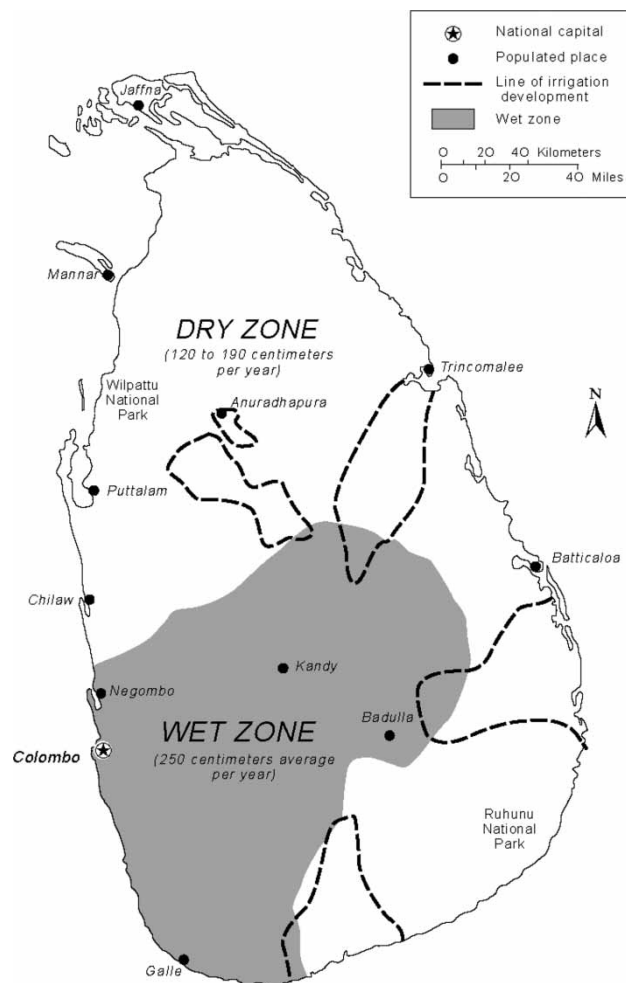 National capital
Populated place
Line of irrigation
development
Wet zone
0 20 40 Kilometers
0 20 40 Miles
Jaffna
Mannar
DRY ZONE
(120 to 190 centimeters
per year)
Trincomalee
Wilpattu
National
Park
Anuradhapura
N
Puttalam
Batticaloa
Chilaw
Kandy
Negombo
Badulla
WET ZONE
(250 centimeters average
per year)
Colombo
Ruhunu
National
Park
Galle